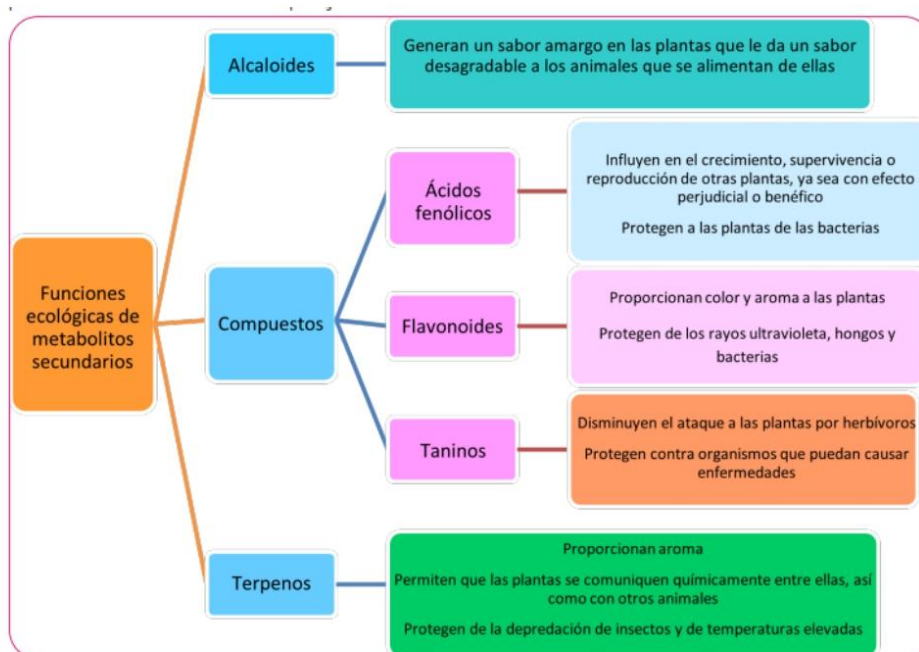 Alcaloides
Generan un sabor amargo en las plantas que le da un sabor
desagradable a los animales que se alimentan de ellas
Funciones
ecológicas de
metabolitos
secundarios
Compuestos
Ácidos
fenólicos
Influyen en el crecimiento, supervivencia o
reproducción de otras plantas, ya sea con efecto
perjudicial o benéfico
Protegen a las plantas de las bacterias
Flavonoides
Proporcionan color y aroma a las plantas
Protegen de los rayos ultravioleta, hongos y
bacterias
Taninos
Disminuyen el ataque a las plantas por herbívoros
Protegen contra organismos que puedan causar
enfermedades
Terpenos
Proporcionan aroma
Permiten que las plantas se comuniquen químicamente entre ellas, así
como con otros animales
Protegen de la depredación de insectos y de temperaturas elevadas